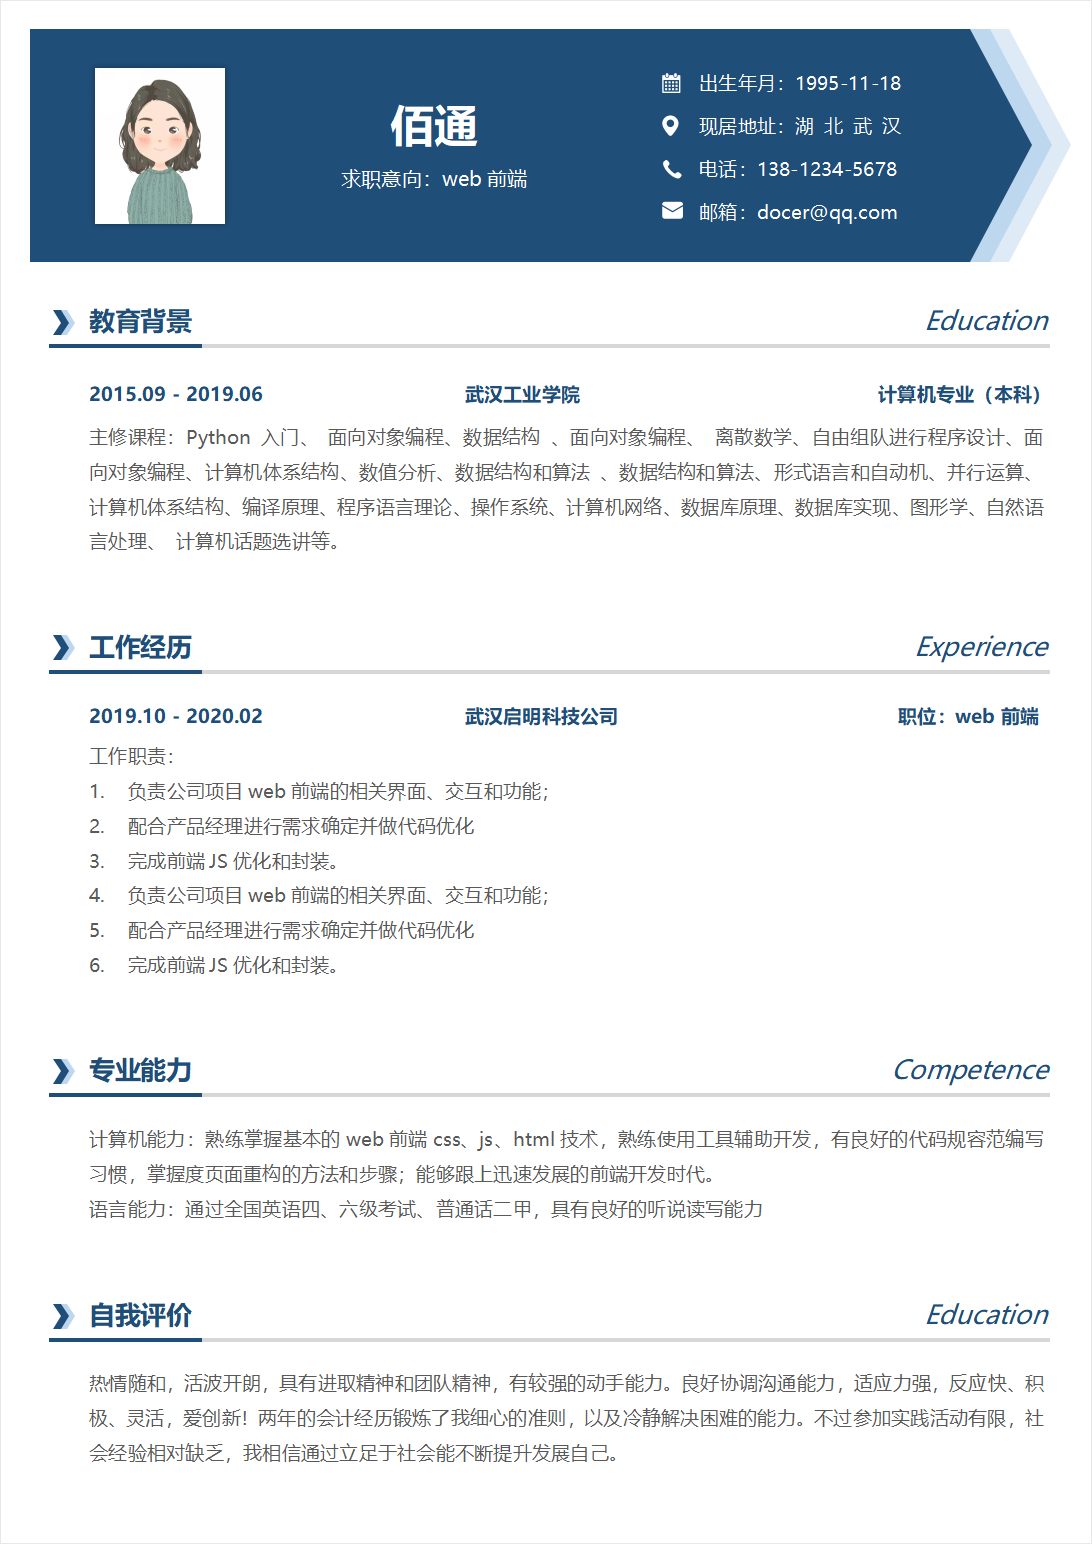 佰通
求职意向：web 前端
出生年月：1995-11-18
现居地址：湖 北 武 汉
电话：138-1234-5678
邮箱：docer@qq.com
教育背景 Education
2015.09 - 2019.06 武汉工业学院 计算机专业（本科）
主修课程：Python 入门、 面向对象编程、数据结构 、面向对象编程、 离散数学、自由组队进行程序设计、面
向对象编程、计算机体系结构、数值分析、数据结构和算法 、数据结构和算法、形式语言和自动机、并行运算、
计算机体系结构、编译原理、程序语言理论、操作系统、计算机网络、数据库原理、数据库实现、图形学、自然语
言处理、 计算机话题选讲等。
工作经历 Experience
2019.10 - 2020.02 武汉启明科技公司 职位：web 前端
工作职责：
1. 负责公司项目 web 前端的相关界面、交互和功能；
2. 配合产品经理进行需求确定并做代码优化
3. 完成前端 JS 优化和封装。
4. 负责公司项目 web 前端的相关界面、交互和功能；
5. 配合产品经理进行需求确定并做代码优化
6. 完成前端 JS 优化和封装。
专业能力 Competence
计算机能力：熟练掌握基本的 web 前端 css、js、html 技术，熟练使用工具辅助开发，有良好的代码规容范编写
习惯，掌握度页面重构的方法和步骤；能够跟上迅速发展的前端开发时代。
语言能力：通过全国英语四、六级考试、普通话二甲，具有良好的听说读写能力
自我评价 Education
热情随和，活波开朗，具有进取精神和团队精神，有较强的动手能力。良好协调沟通能力，适应力强，反应快、积
极、灵活，爱创新！两年的会计经历锻炼了我细心的准则，以及冷静解决困难的能力。不过参加实践活动有限，社
会经验相对缺乏，我相信通过立足于社会能不断提升发展自己。